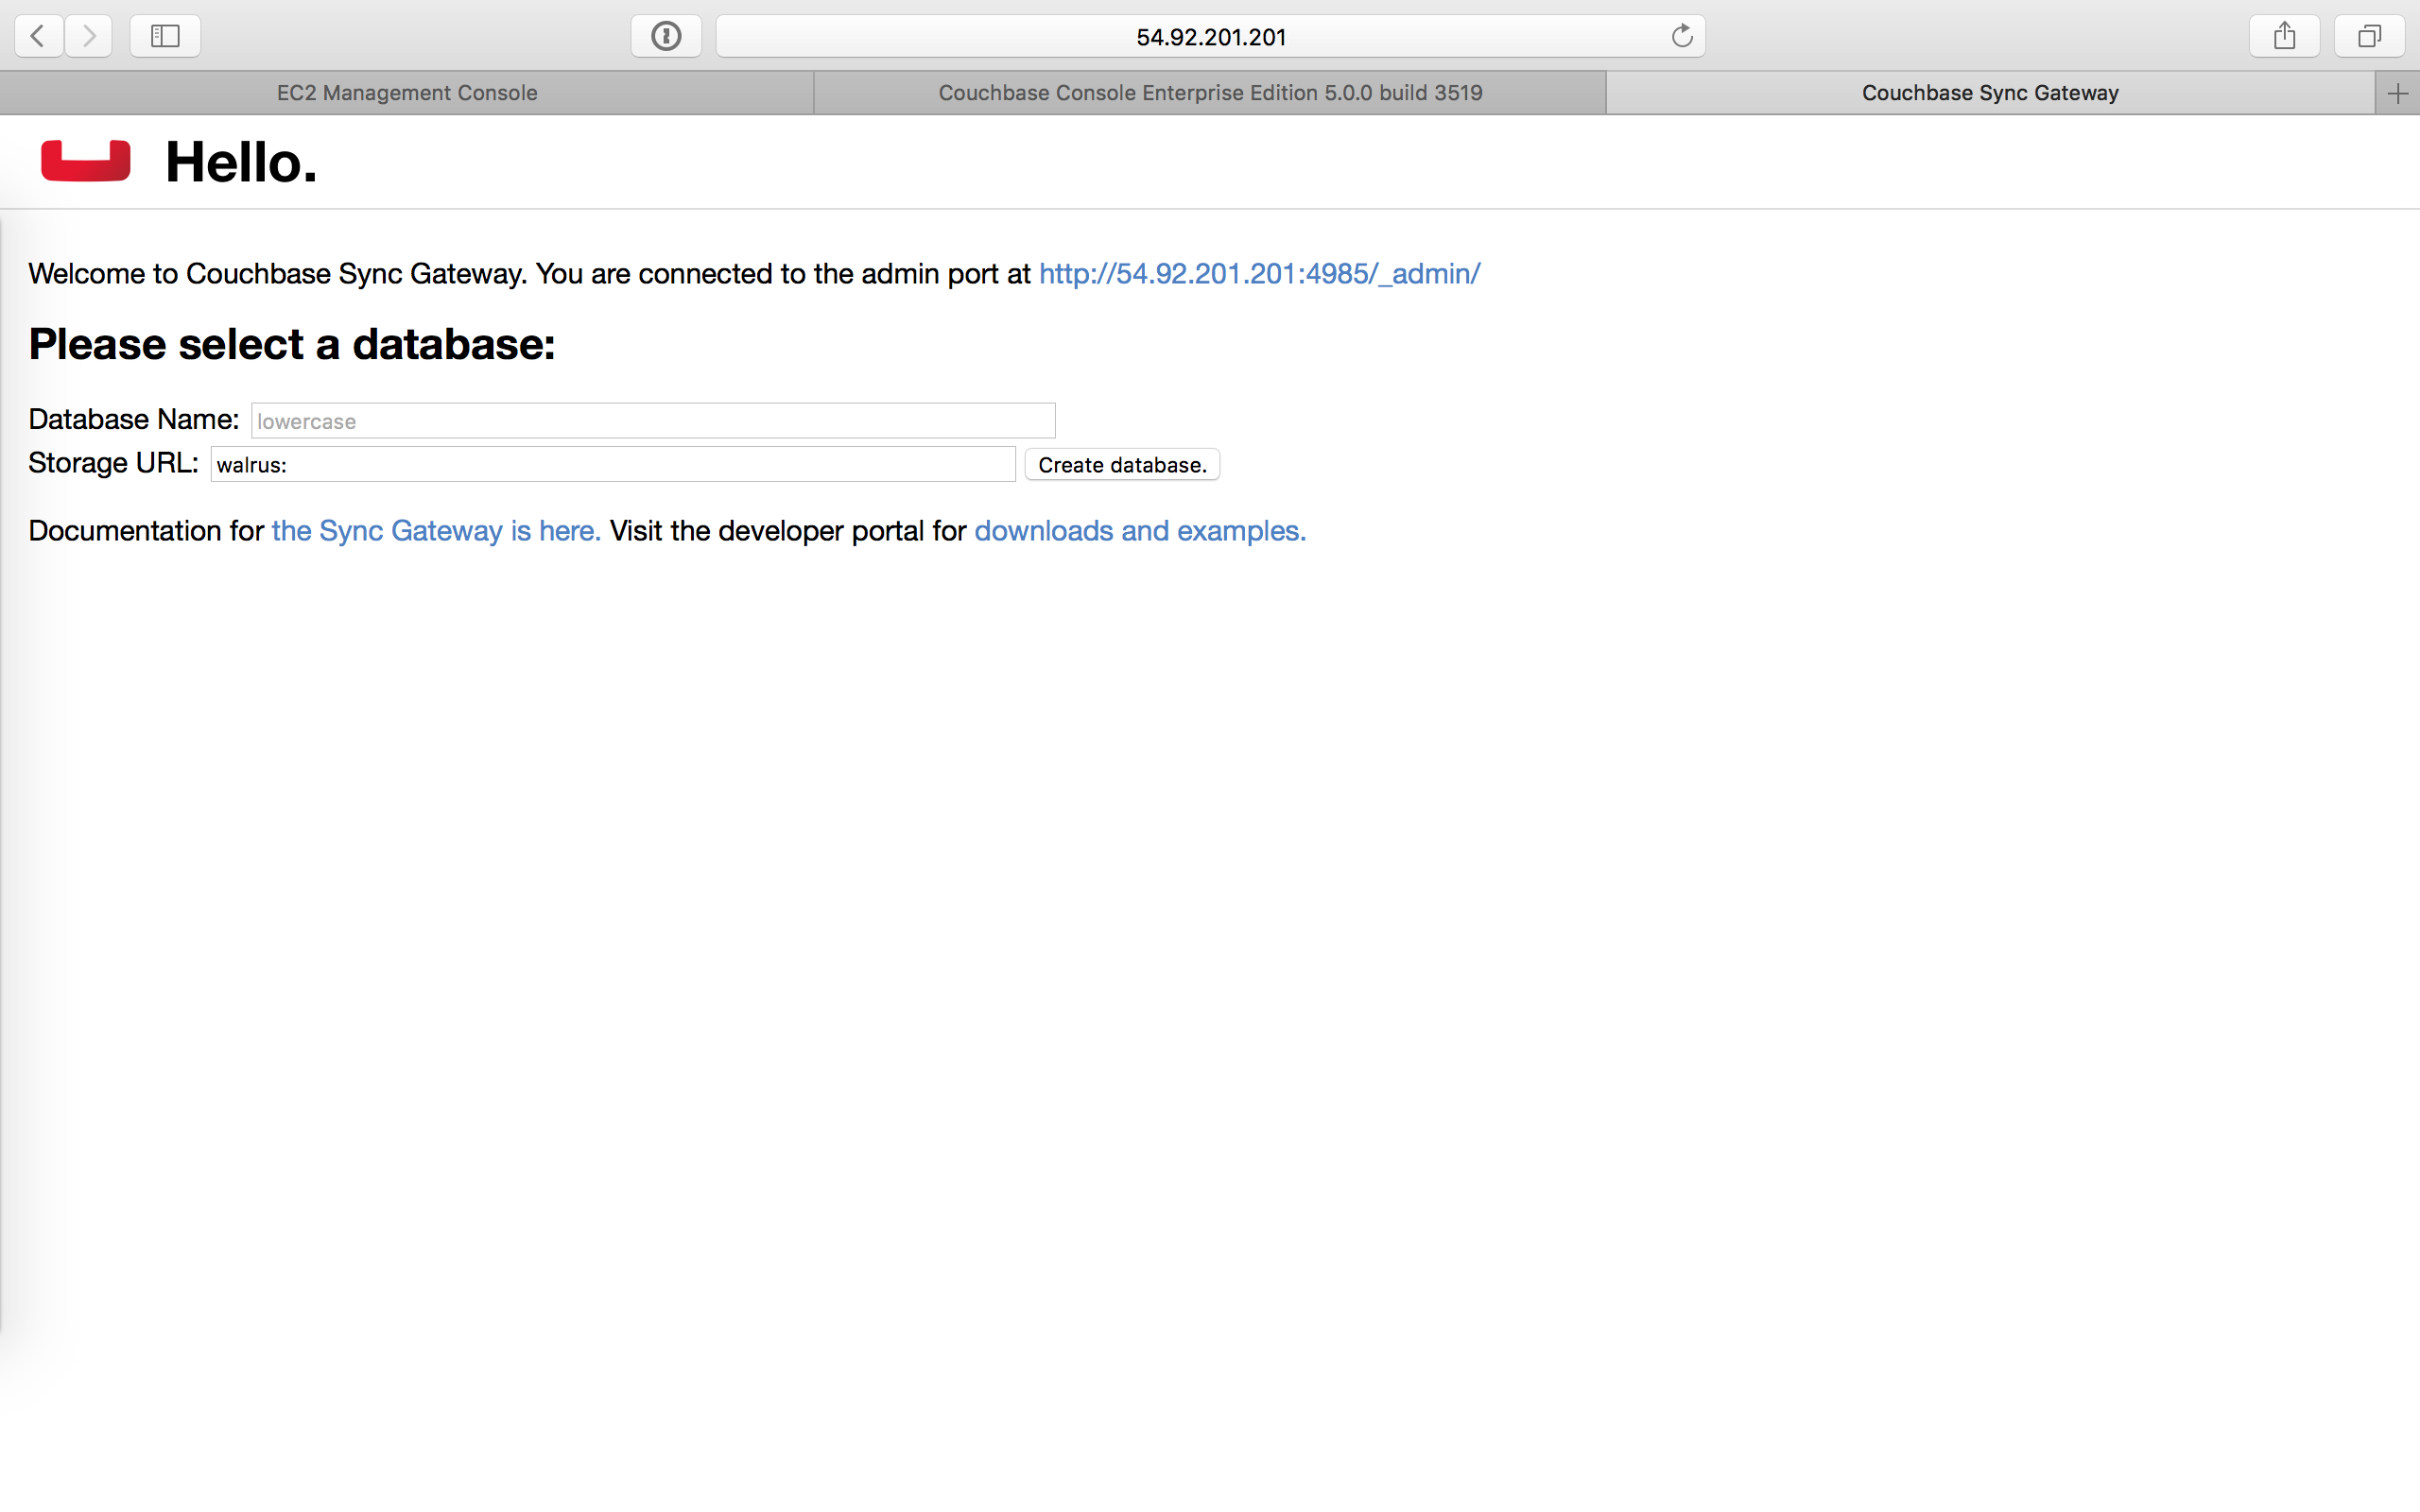 54.92.201.201
EC2 Management Console
Couchbase Console Enterprise Edition 5.0.0 build 3519
Couchbase Sync Gateway
Hello.
Welcome to Couchbase Sync Gateway. You are connected to the admin port at http://54.92.201.201:4985/_admin/
Please select a database:
Database Name: lowercase
Storage URL: walrus: Create database.
Documentation for the Sync Gateway is here. Visit the developer portal for downloads and examples.